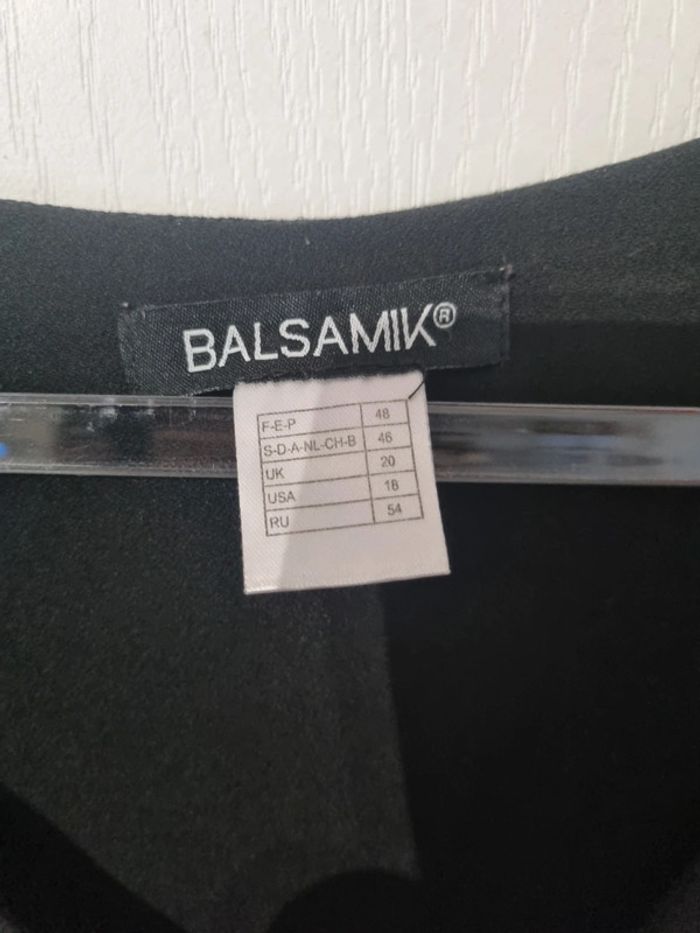 BALSAMIK®
F-E-P 48
S-D-A-NL-CH-B 46
UK 20
USA 18
RU 54